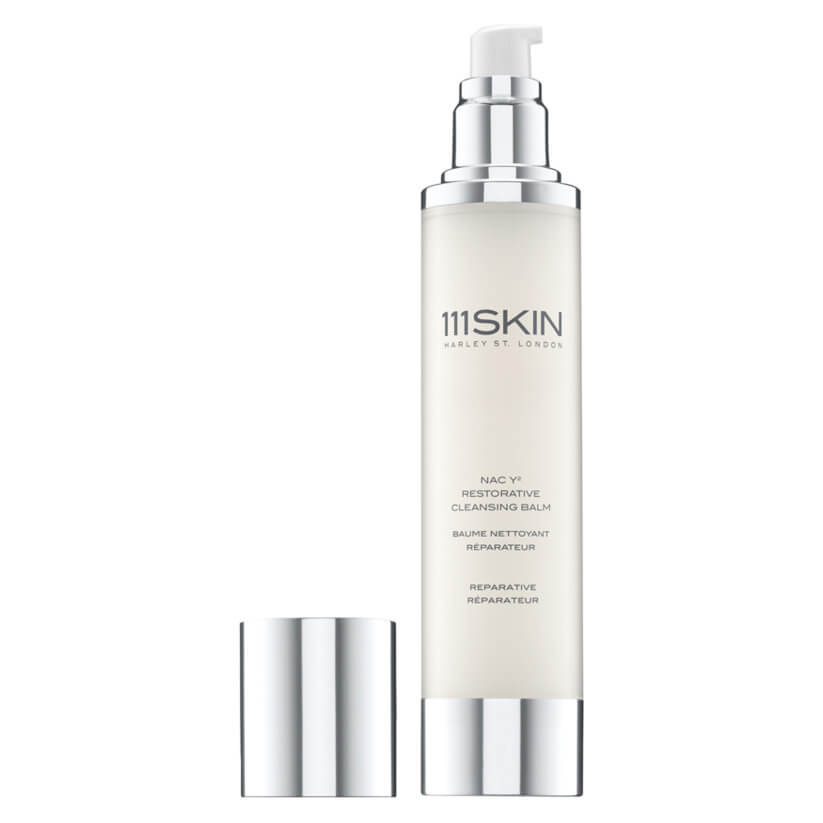 111SKIN
HARLEY ST. LONDON
NAC Y²
RESTORATIVE
CLEANSING BALM
BAUME NETTOYANT
RÉPARATEUR
REPARATIVE
RÉPARATEUR